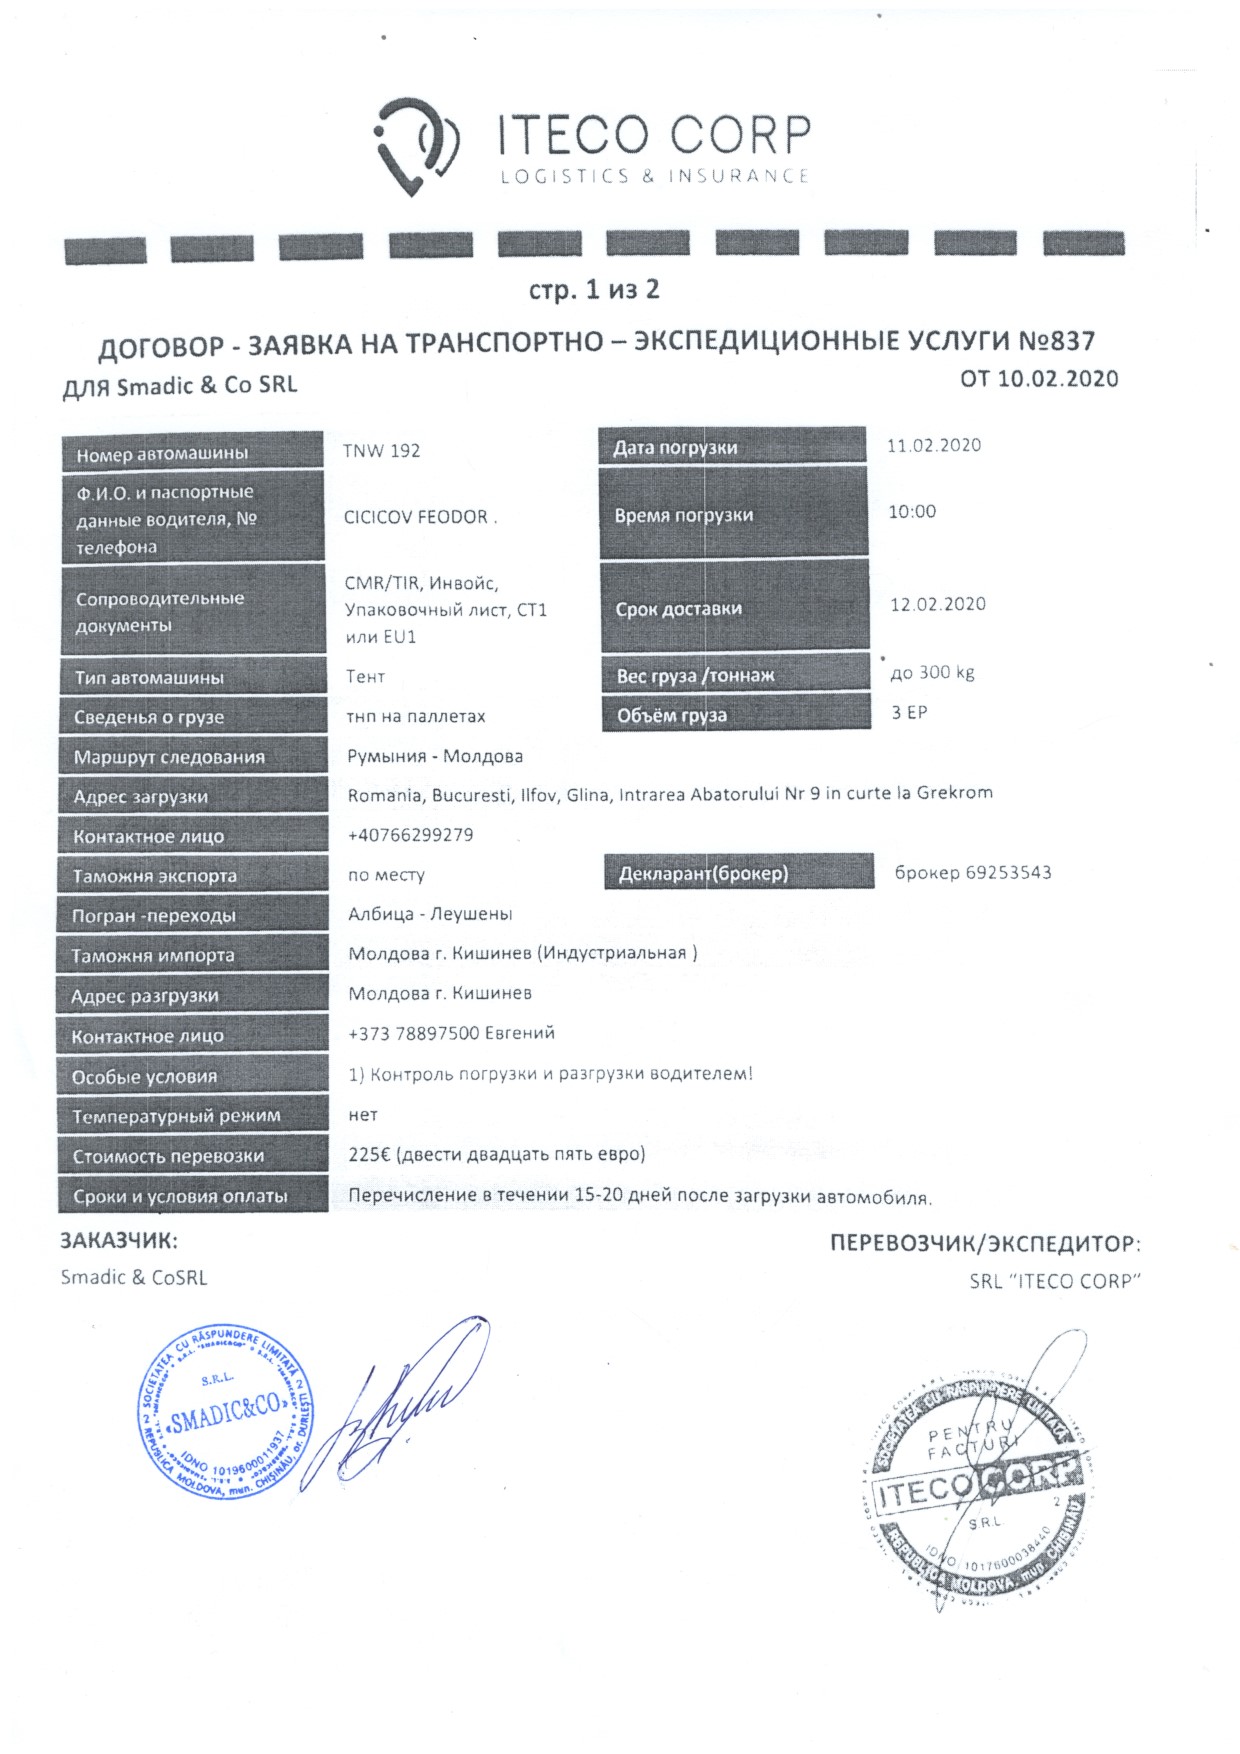 ITECO CORP
LOGISTICS & INSURANCE
стр. 1 из 2
ДОГОВОР - ЗАЯВКА НА ТРАНСПОРТНО – ЭКСПЕДИЦИОННЫЕ УСЛУГИ №837
ДЛЯ Smadic & Co SRL
ОТ 10.02.2020
Номер автомашины
TNW 192
Дата погрузки
11.02.2020
Ф.И.О. и паспортные
данные водителя, №
телефона
CICICOV FEODOR .
Время погрузки
10:00
Сопроводительные
документы
CMR/TIR, Инвойс,
Упаковочный лист, СТ1
или EU1
Срок доставки
12.02.2020
Тип автомашины
Тент
Вес груза /тоннаж
до 300 kg
Сведенья о грузе
тнп на паллетах
Объём груза
3 EP
Маршрут следования
Румыния - Молдова
Адрес загрузки
Romania, Bucuresti, Ilfov, Glina, Intrarea Abatorului Nr 9 in curte la Grekrom
Контактное лицо
+40766299279
Таможня экспорта
по месту
Декларант(брокер)
брокер 69253543
Погран -переходы
Албица - Леушены
Таможня импорта
Молдова г. Кишинев (Индустриальная )
Адрес разгрузки
Молдова г. Кишинев
Контактное лицо
+373 78897500 Евгений
Особые условия
1) Контроль погрузки и разгрузки водителем!
Температурный режим
нет
Стоимость перевозки
225€ (двести двадцать пять евро)
Сроки и условия оплаты
Перечисление в течении 15-20 дней после загрузки автомобиля.
ЗАКАЗЧИК:
ПЕРЕВОЗЧИК/ЭКСПЕДИТОР:
Smadic & CoSRL
SRL “ITECO CORP”
SOCIETATEA CU RĂSPUNDERE LIMITATĂ
S.R.L.
«SMADIC&CO»
IDNO 1019600011937
REPUBLICA MOLDOVA, mun. CHIŞINĂU, or. DURLEŞTI
SOCIETATEA CU RĂSPUNDERE LIMITATĂ
PENTRU
FACTURI
ITECO CORP
2
S.R.L.
IDNO 1017600038440
REPUBLICA MOLDOVA, mun. CHIŞINĂU